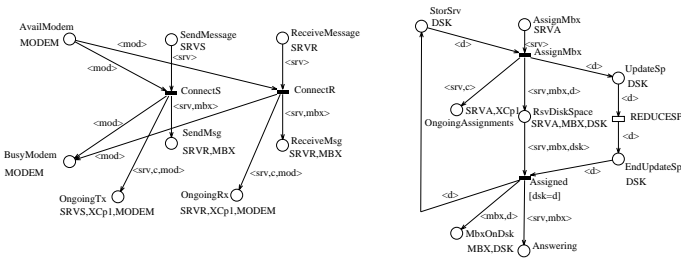 AvailModem
MODEM
<mod>
<mod>
SendMessage
SRVS
<srv>
ReceiveMessage
SRVR
<srv>
ConnectS
ConnectR
<mod>
<srv,mbx>
<srv,mbx>
SendMsg
SRVR,MBX
ReceiveMsg
SRVR,MBX
<mod>
BusyModem
MODEM
<srv,c,mod>
<srv,c,mod>
OngoingTx
SRVS,XCp1,MODEM
OngoingRx
SRVR,XCp1,MODEM
StorSrv
DSK
<d>
AssignMbx
SRVA
<srv>
AssignMbx
<d>
UpdateSp
DSK
<srv,c>
<srv,mbx,d>
<d>
SRVA,XCp1
OngoingAssignments
RsvDiskSpace
SRVA,MBX,DSK
REDUCESP
<d>
<srv,mbx,dsk>
EndUpdateSp
DSK
<d>
<d>
Assigned
[dsk=d]
<mbx,d>
<srv,mbx>
MbxOnDsk
MBX,DSK
Answering